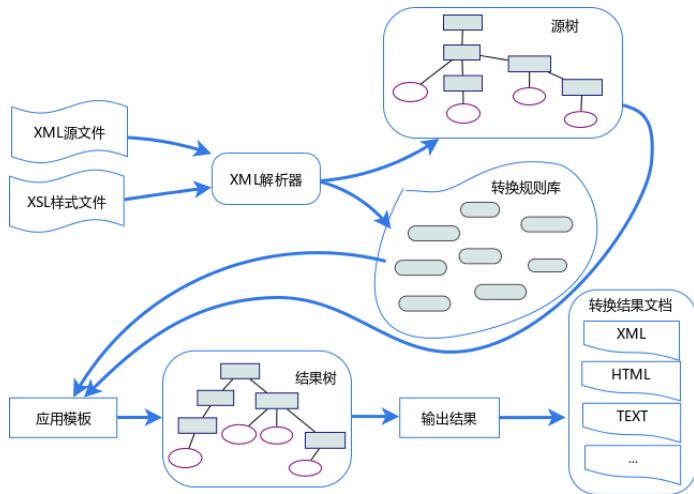 源树
XML源文件
XML解析器
XSL样式文件
转换规则库
转换结果文档
XML
HTML
TEXT
...
应用模板
结果树
输出结果